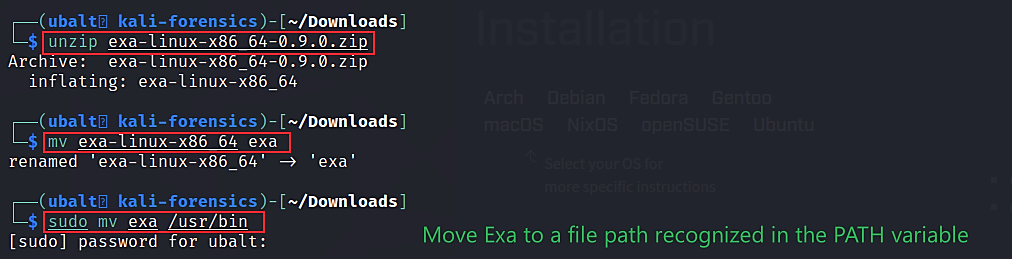 ┌──(ubalt㉿ kali-forensics)-[~/Downloads]
└─$ unzip exa-linux-x86_64-0.9.0.zip
Archive:  exa-linux-x86_64-0.9.0.zip
  inflating: exa-linux-x86_64
┌──(ubalt㉿ kali-forensics)-[~/Downloads]
└─$ mv exa-linux-x86_64 exa
renamed 'exa-linux-x86_64' -> 'exa'
┌──(ubalt㉿ kali-forensics)-[~/Downloads]
└─$ sudo mv exa /usr/bin
[sudo] password for ubalt:
Installation
Arch Debian Fedora Gentoo
macOS NixOS openSUSE Ubuntu
Select your OS for
more specific instructions
Move Exa to a file path recognized in the PATH variable